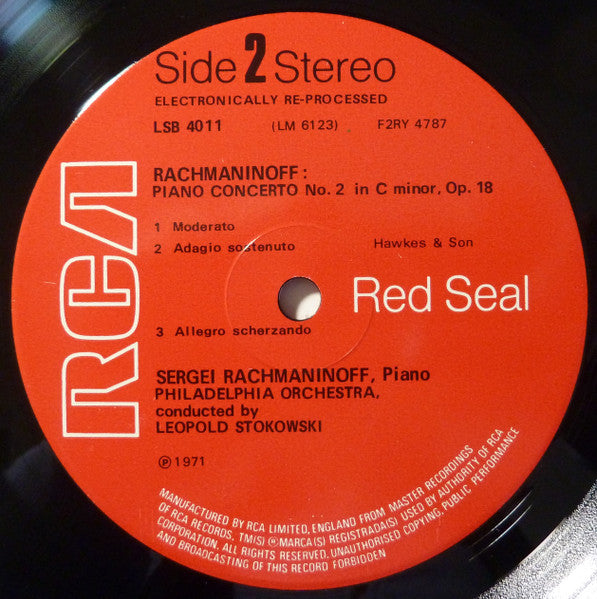 Side 2 Stereo
ELECTRONICALLY RE-PROCESSED
LSB 4011 (LM 6123) F2RY 4787
RCA
RACHMANINOFF:
PIANO CONCERTO No. 2 in C minor, Op. 18
1 Moderato
2 Adagio sostenuto Hawkes & Son
Red Seal
3 Allegro scherzando
SERGEI RACHMANINOFF, Piano
PHILADELPHIA ORCHESTRA,
conducted by
LEOPOLD STOKOWSKI
℗ 1971
MANUFACTURED BY RCA LIMITED, ENGLAND FROM MASTER RECORDINGS
OF RCA RECORDS. TM(S) ® MARCA(S) REGISTRADA(S) USED BY AUTHORITY OF RCA
CORPORATION. ALL RIGHTS RESERVED. UNAUTHORISED COPYING, PUBLIC PERFORMANCE
AND BROADCASTING OF THIS RECORD FORBIDDEN